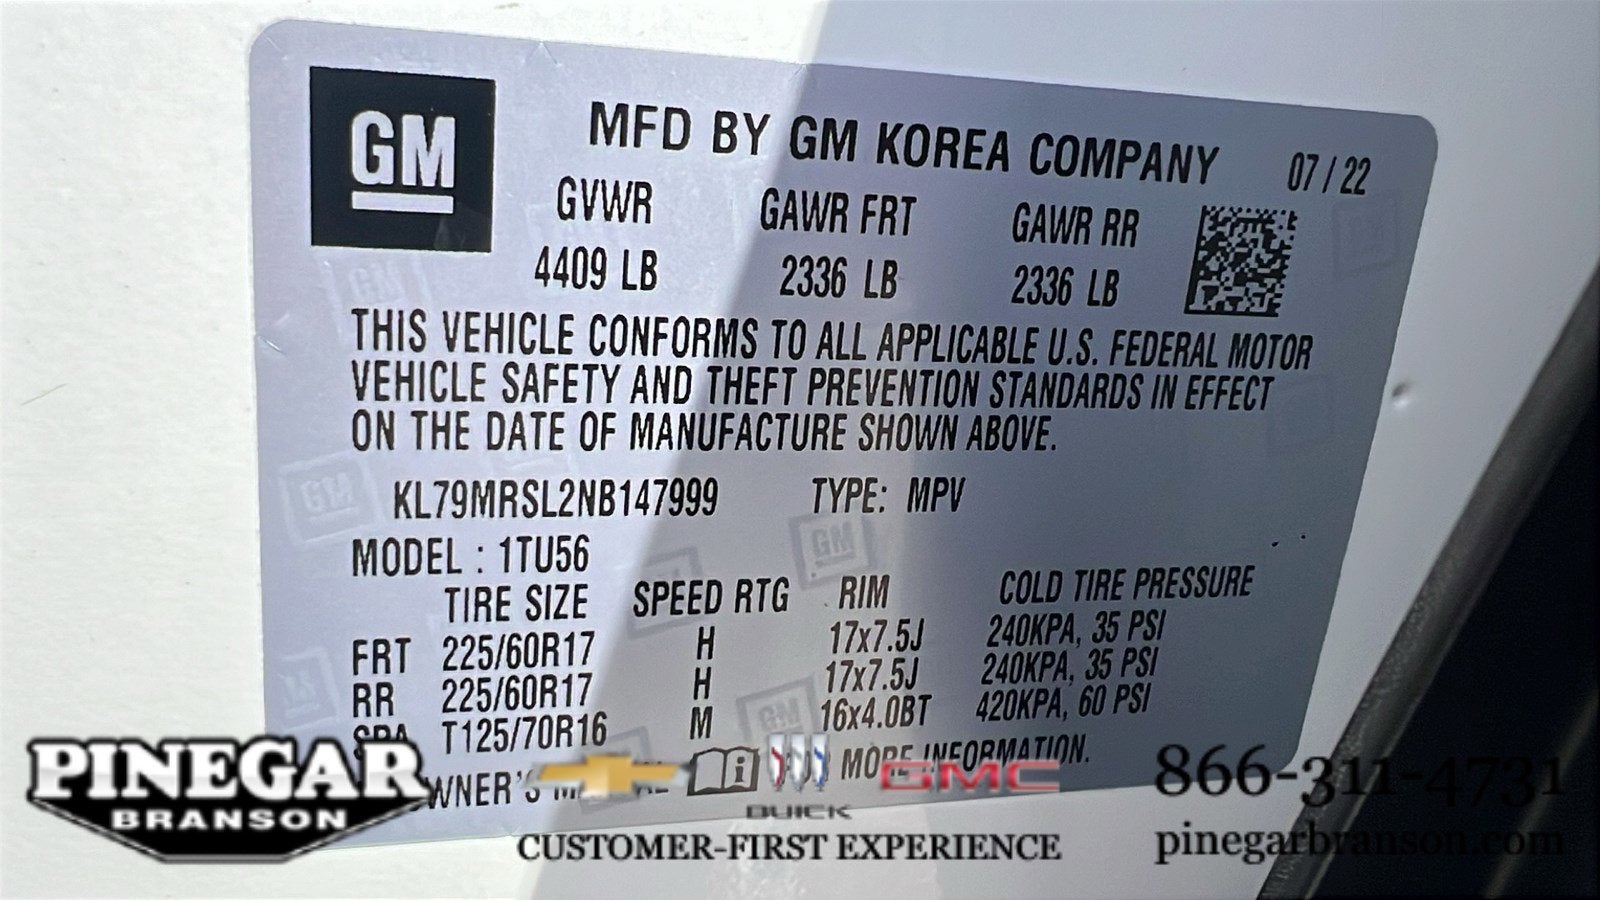 GM
MFD BY GM KOREA COMPANY 07/22
GVWR GAWR FRT GAWR RR
4409 LB 2336 LB 2336 LB
THIS VEHICLE CONFORMS TO ALL APPLICABLE U.S. FEDERAL MOTOR
VEHICLE SAFETY AND THEFT PREVENTION STANDARDS IN EFFECT
ON THE DATE OF MANUFACTURE SHOWN ABOVE.
KL79MRSL2NB147999 TYPE: MPV
MODEL : 1TU56
TIRE SIZE SPEED RTG RIM COLD TIRE PRESSURE
FRT 225/60R17 H 17x7.5J 240KPA, 35 PSI
RR 225/60R17 H 17x7.5J 240KPA, 35 PSI
SPA T125/70R16 M 16x4.0BT 420KPA, 60 PSI
MORE INFORMATION.
PINEGAR
BRANSON
BUICK
GMC
CUSTOMER-FIRST EXPERIENCE
866-311-4731
pinegarbranson.com